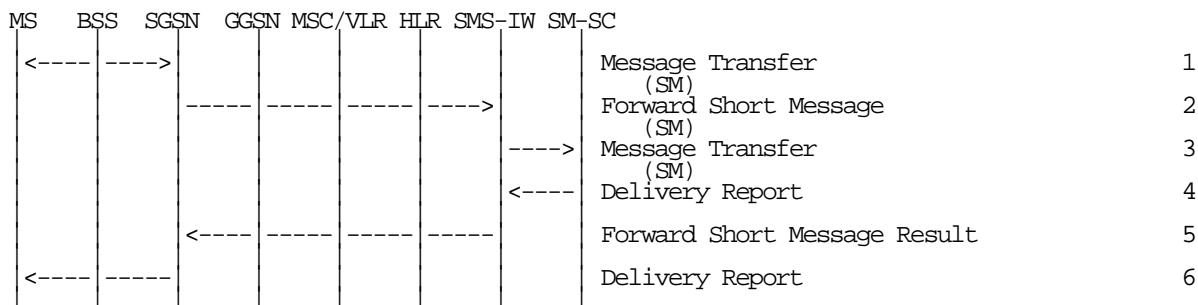 MS BSS SGSN GGSN MSC/VLR HLR SMS-IW SM-SC
<---- ----> Message Transfer 1
(SM)
----- ----- ----- ----> Forward Short Message 2
(SM)
----> Message Transfer 3
(SM)
<---- Delivery Report 4
<---- ----- ----- ----- Forward Short Message Result 5
<---- ----- Delivery Report 6